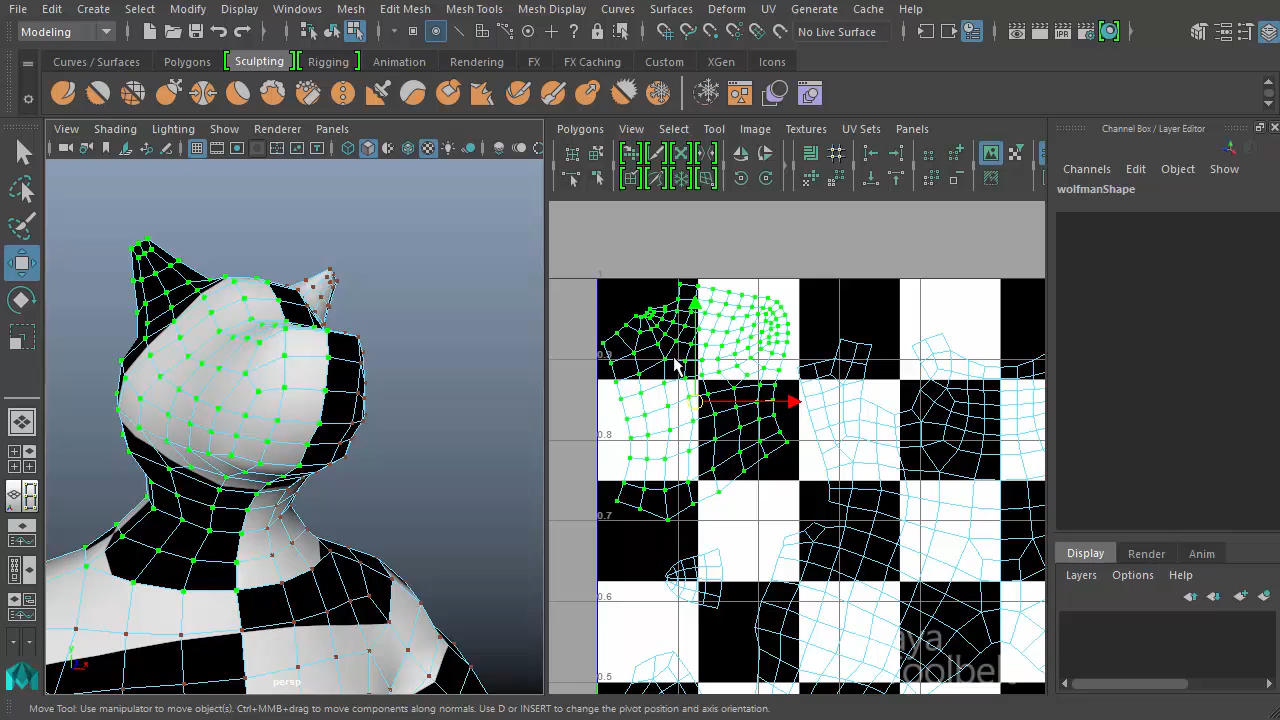 File Edit Create Select Modify Display Windows Mesh Edit Mesh Mesh Tools Mesh Display Curves Surfaces Deform UV Generate Cache Help
Modeling
No Live Surface
Curves / Surfaces Polygons Sculpting Rigging Animation Rendering FX FX Caching Custom XGen Icons
View Shading Lighting Show Renderer Panels
Polygons View Select Tool Image Textures UV Sets Panels
Channel Box / Layer Editor
Channels Edit Object Show
wolfmanShape
1
0.9
0.8
0.7
0.6
0.5
aya
oolbel
y
x
persp
Display Render Anim
Layers Options Help
Move Tool: Use manipulator to move object(s). Ctrl+MMB+drag to move components along normals. Use D or INSERT to change the pivot position and axis orientation.